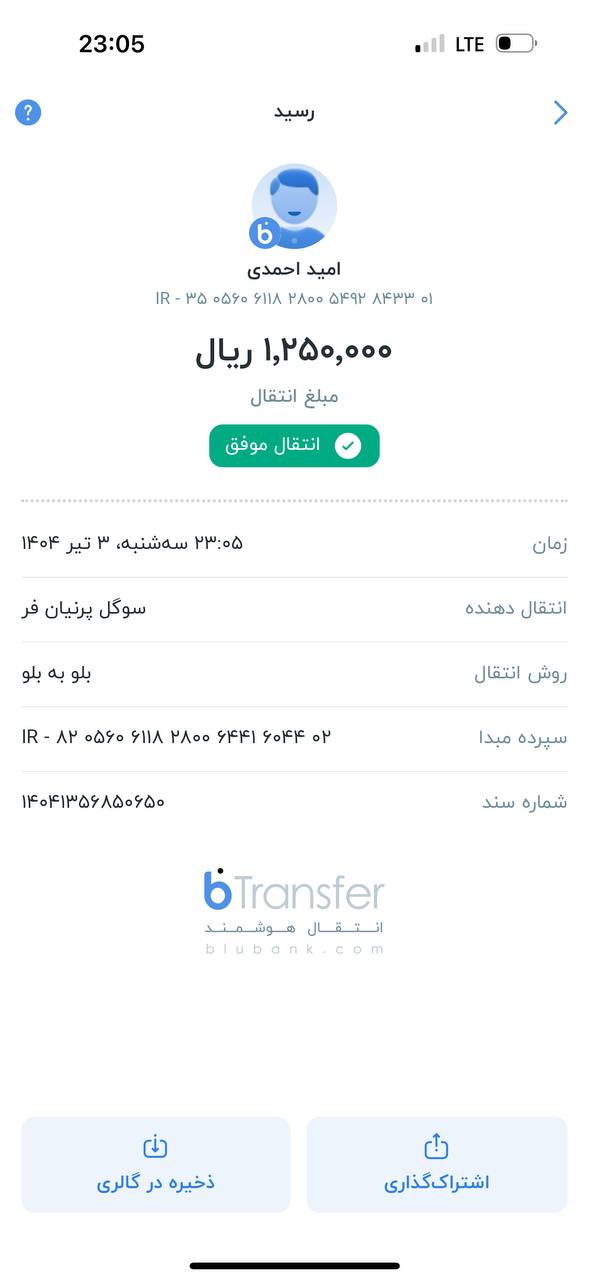 23:05
LTE
رسید
?
امید احمدی
IR - ۳۵ ۰۵۶۰ ۶۱۱۸ ۲۸۰۰ ۵۴۹۲ ۸۴۳۳ ۰۱
۱,۲۵۰,۰۰۰ ریال
مبلغ انتقال
انتقال موفق
زمان ۲۳:۰۵ سه‌شنبه، ۳ تیر ۱۴۰۴
انتقال دهنده سوگل پرنیان فر
روش انتقال بلو به بلو
سپرده مبدا IR - ۸۲ ۰۵۶۰ ۶۱۱۸ ۲۸۰۰ ۶۴۴۱ ۶۰۴۴ ۰۲
شماره سند ۱۴۰۴۱۳۵۶۸۵۰۶۵۰
bTransfer
انـتـقـال هـوشـمـنـد
blubank.com
اشتراک‌گذاری
ذخیره در گالری